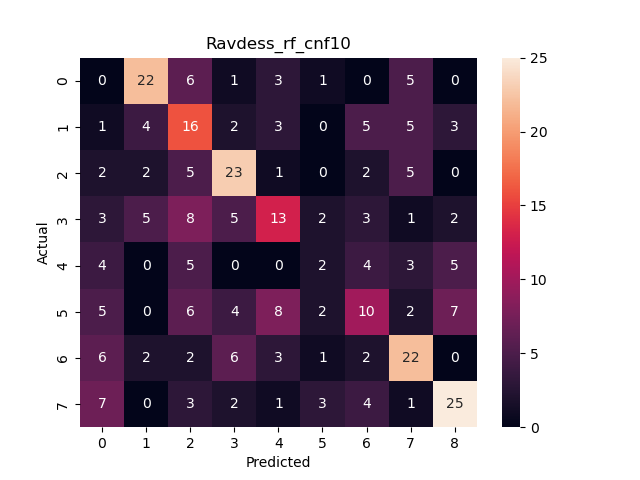 Ravdess_rf_cnf10
0 0 22 6 1 3 1 0 5 0
1 1 4 16 2 3 0 5 5 3
2 2 2 5 23 1 0 2 5 0
3 3 5 8 5 13 2 3 1 2
4 4 0 5 0 0 2 4 3 5
5 5 0 6 4 8 2 10 2 7
6 6 2 2 6 3 1 2 22 0
7 7 0 3 2 1 3 4 1 25
0 1 2 3 4 5 6 7 8
Predicted
Actual
25
20
15
10
5
0